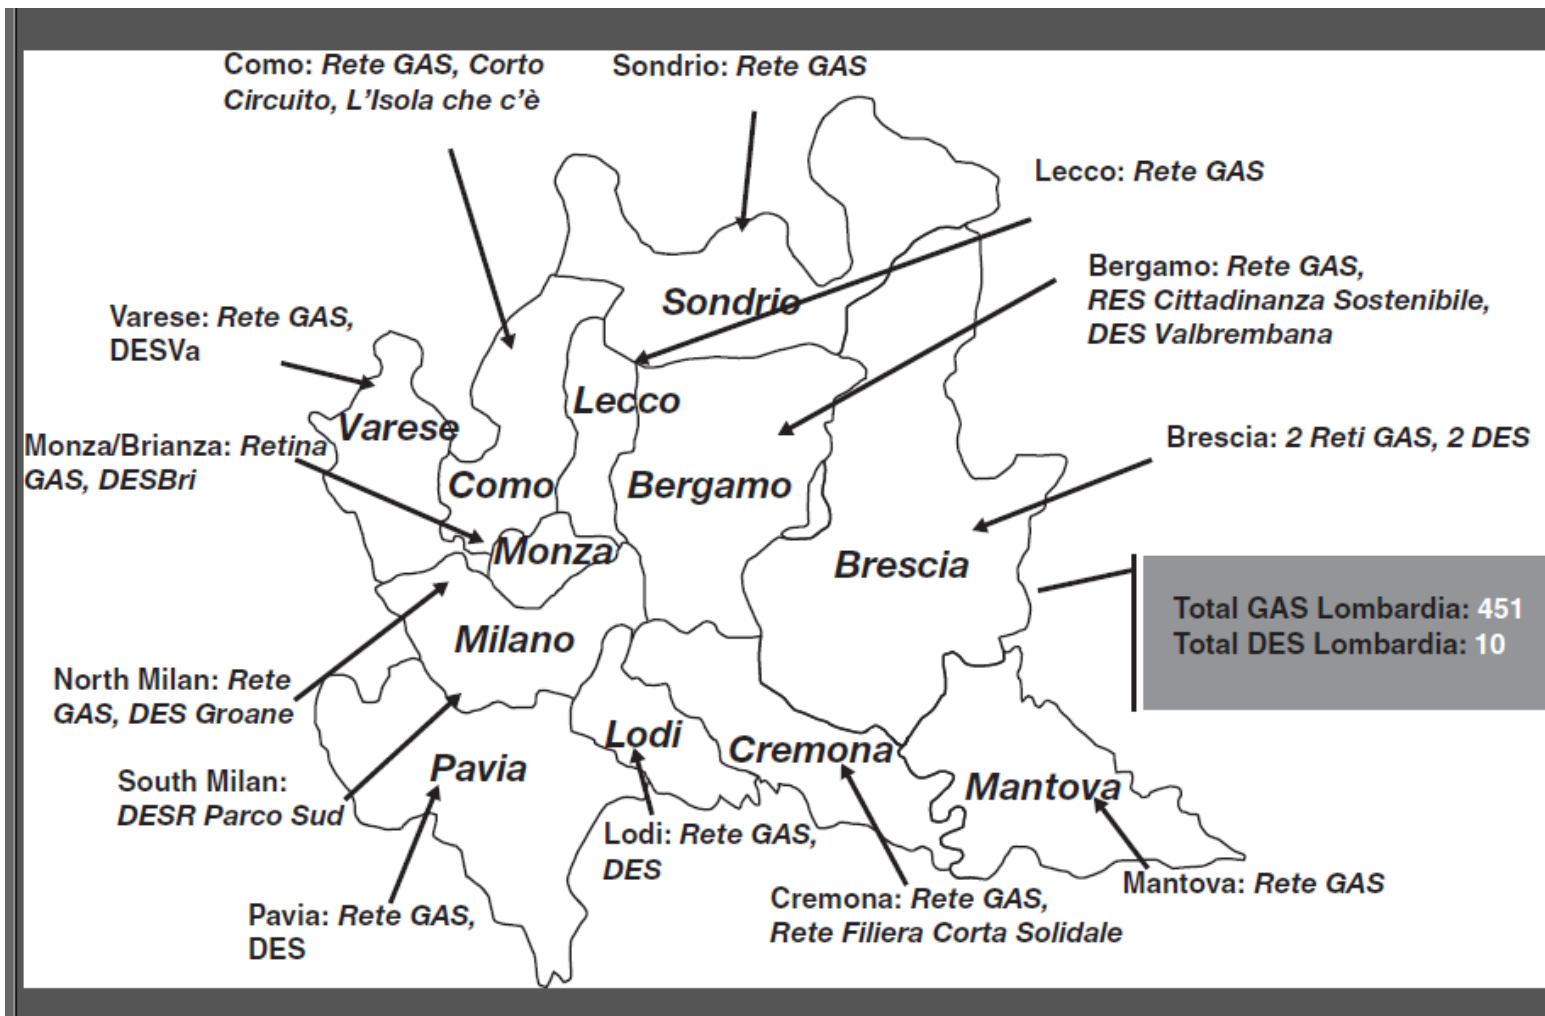 Como: Rete GAS, Corto
Circuito, L'Isola che c'è
Sondrio: Rete GAS
Lecco: Rete GAS
Bergamo: Rete GAS,
RES Cittadinanza Sostenibile,
DES Valbrembana
Varese: Rete GAS,
DESVa
Monza/Brianza: Retina
GAS, DESBri
Brescia: 2 Reti GAS, 2 DES
Sondrio
Lecco
Varese
Como
Bergamo
Monza
Brescia
Milano
Total GAS Lombardia: 451
Total DES Lombardia: 10
North Milan: Rete
GAS, DES Groane
South Milan:
DESR Parco Sud
Lodi
Cremona
Pavia
Mantova
Lodi: Rete GAS,
DES
Pavia: Rete GAS,
DES
Cremona: Rete GAS,
Rete Filiera Corta Solidale
Mantova: Rete GAS